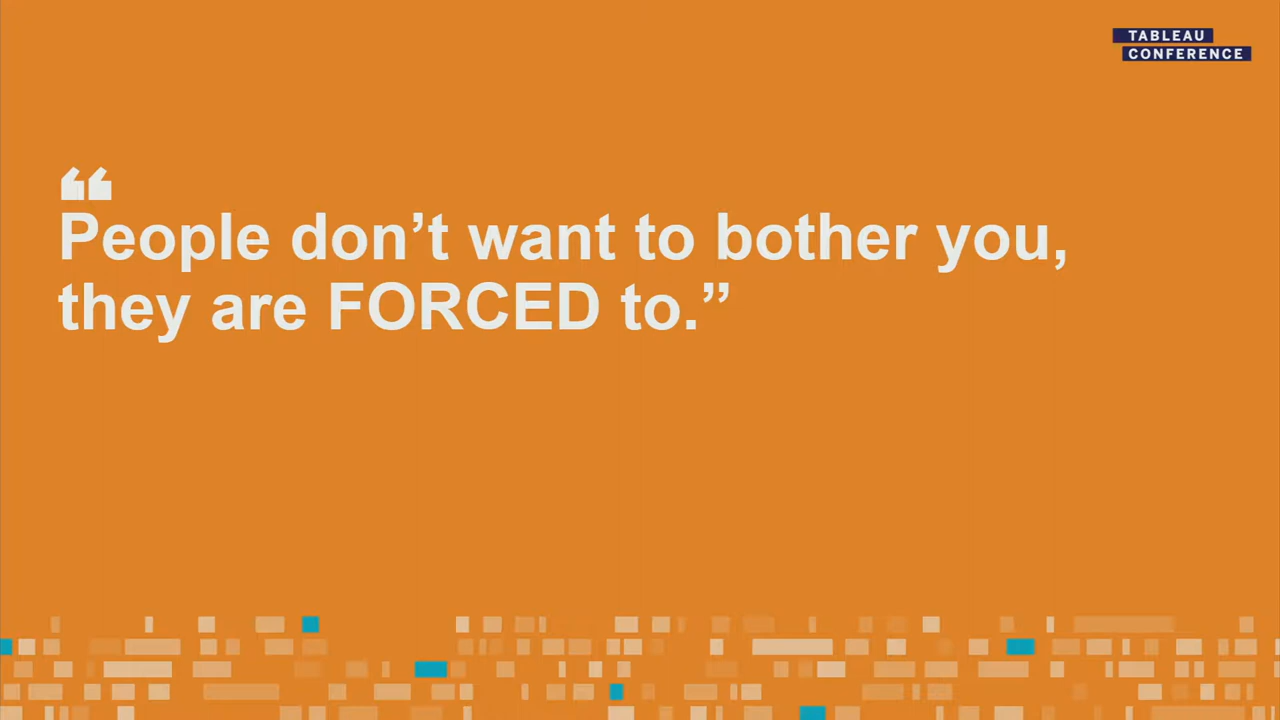 TABLEAU
CONFERENCE
“
People don’t want to bother you,
they are FORCED to.”